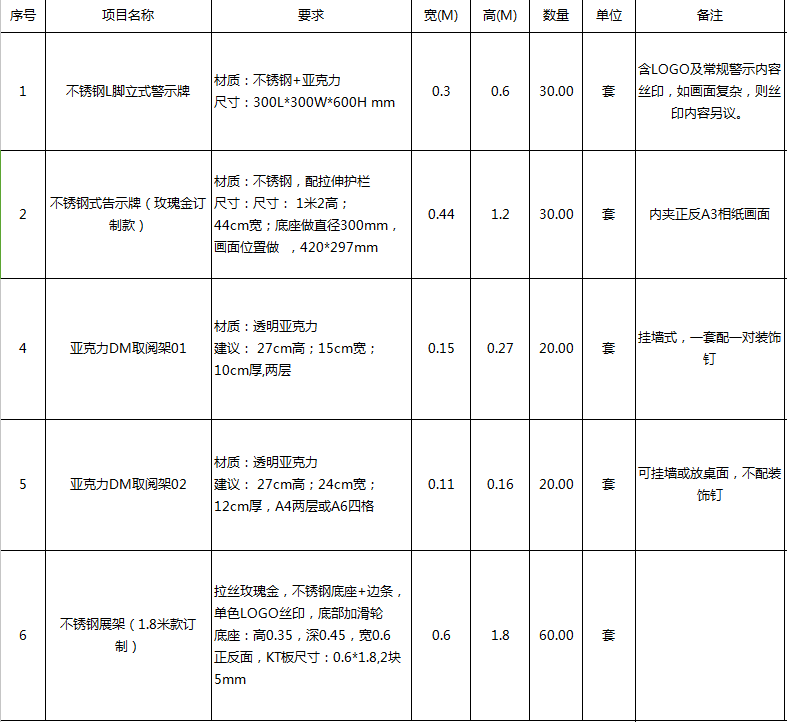 序号 项目名称 要求 宽(M) 高(M) 数量 单位 备注
1 不锈钢L脚立式警示牌
材质：不锈钢+亚克力
尺寸：300L*300W*600H mm
0.3 0.6 30.00 套
含LOGO及常规警示内容
丝印，如画面复杂，则丝
印内容另议。
2
不锈钢式告示牌（玫瑰金订
制款）
材质：不锈钢，配拉伸护栏
尺寸：尺寸： 1米2高；
44cm宽；底座做直径300mm，
画面位置做 ，420*297mm
0.44 1.2 30.00 套
内夹正反A3相纸画面
4 亚克力DM取阅架01
材质：透明亚克力
建议： 27cm高；15cm宽；
10cm厚,两层
0.15 0.27 20.00 套
挂墙式，一套配一对装饰
钉
5 亚克力DM取阅架02
材质：透明亚克力
建议： 27cm高；24cm宽；
12cm厚，A4两层或A6四格
0.11 0.16 20.00 套
可挂墙或放桌面，不配装
饰钉
6
不锈钢展架（1.8米款订
制）
拉丝玫瑰金，不锈钢底座+边条，
单色LOGO丝印，底部加滑轮
底座：高0.35，深0.45，宽0.6
正反面，KT板尺寸：0.6*1.8,2块
5mm
0.6 1.8 60.00 套